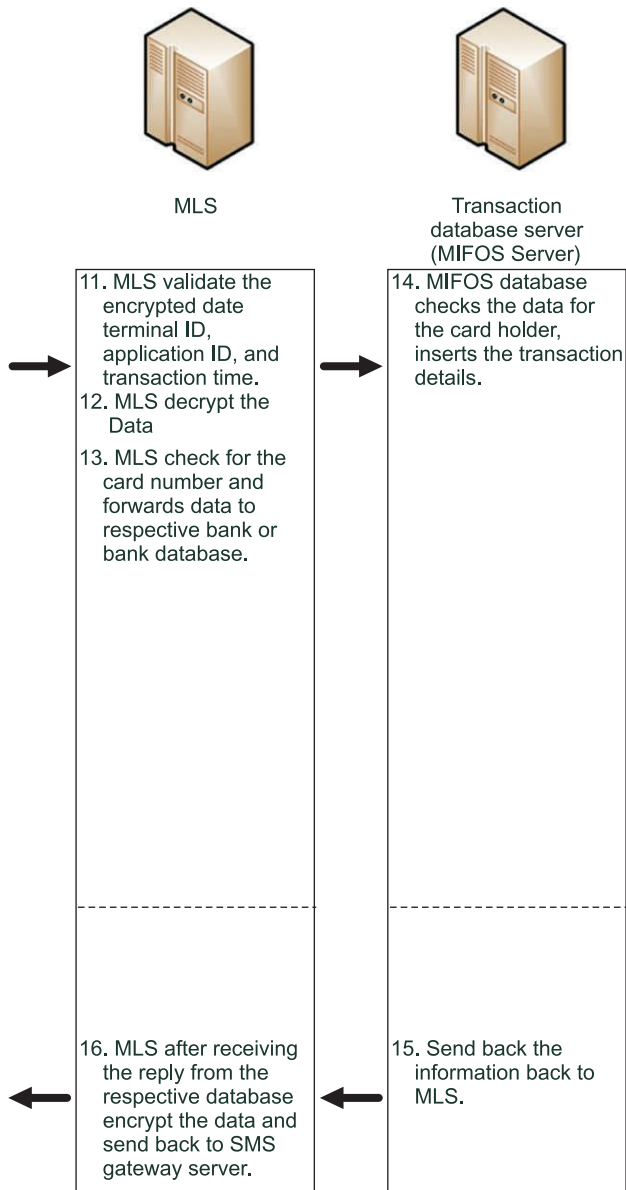 MLS
Transaction
database server
(MIFOS Server)
11. MLS validate the
encrypted date
terminal ID,
application ID, and
transaction time.
12. MLS decrypt the
Data
13. MLS check for the
card number and
forwards data to
respective bank or
bank database.
14. MIFOS database
checks the data for
the card holder,
inserts the transaction
details.
16. MLS after receiving
the reply from the
respective database
encrypt the data and
send back to SMS
gateway server.
15. Send back the
information back to
MLS.